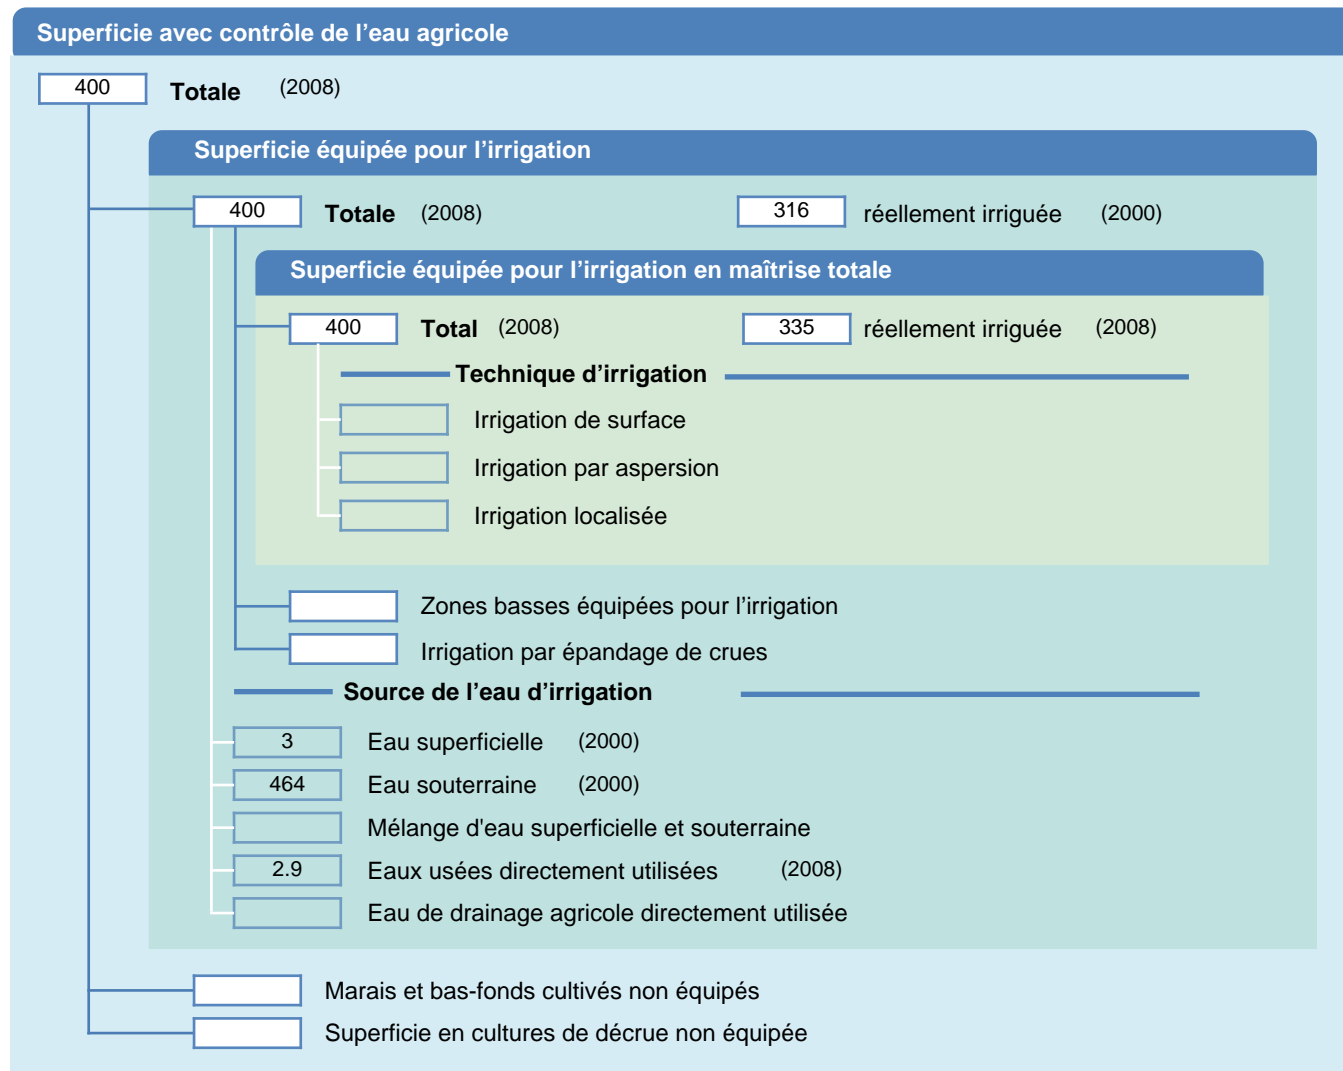 Superficie avec contrôle de l'eau agricole
400 Totale (2008)
Superficie équipée pour l'irrigation
400 Totale (2008) 316 réellement irriguée (2000)
Superficie équipée pour l'irrigation en maîtrise totale
400 Total (2008) 335 réellement irriguée (2008)
Technique d'irrigation
Irrigation de surface
Irrigation par aspersion
Irrigation localisée
Zones basses équipées pour l'irrigation
Irrigation par épandage de crues
Source de l'eau d'irrigation
3 Eau superficielle (2000)
464 Eau souterraine (2000)
Mélange d'eau superficielle et souterraine
2.9 Eaux usées directement utilisées (2008)
Eau de drainage agricole directement utilisée
Marais et bas-fonds cultivés non équipés
Superficie en cultures de décrue non équipée